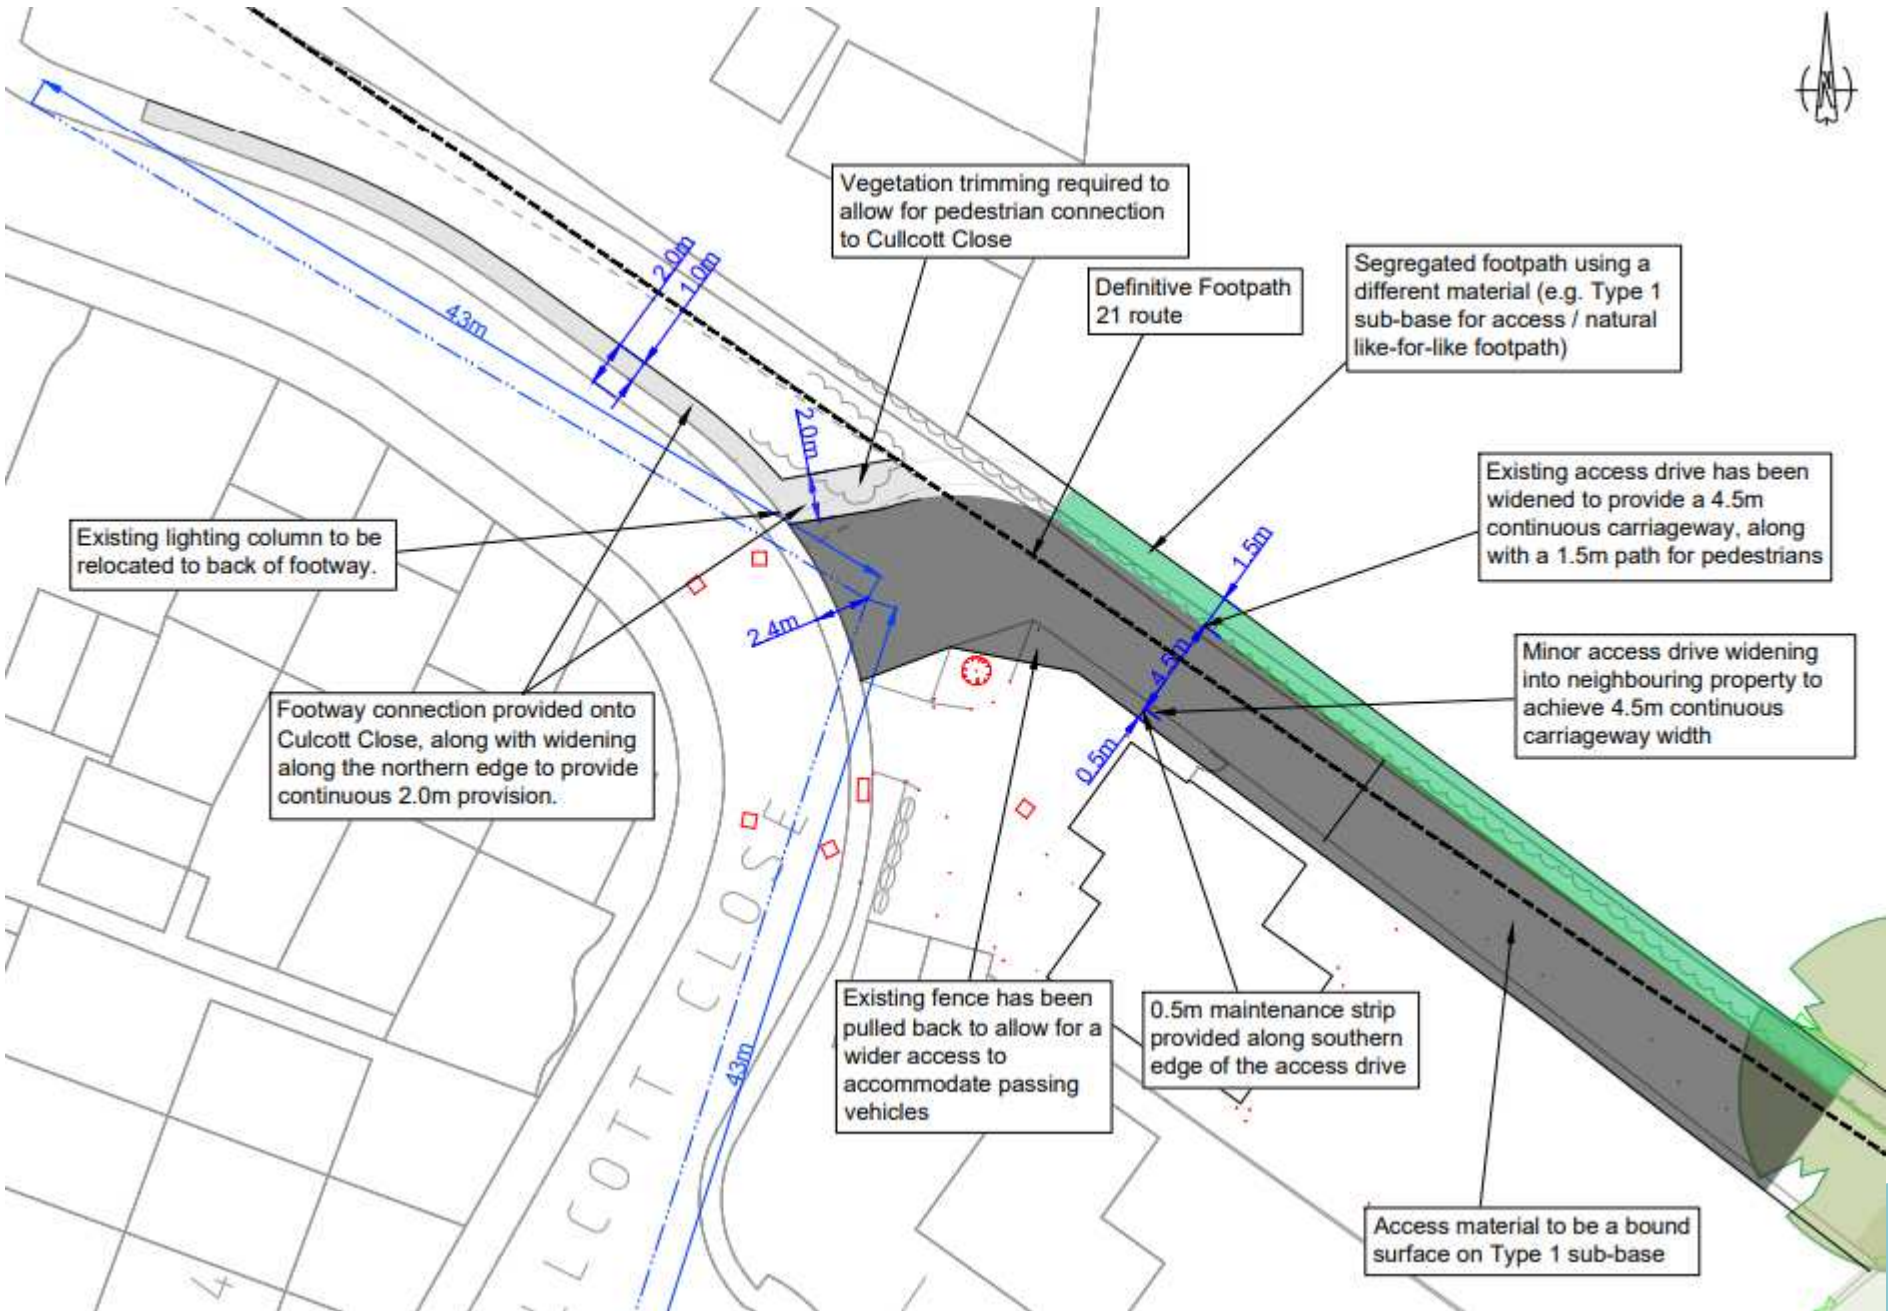 N
Vegetation trimming required to
allow for pedestrian connection
to Cullcott Close
Definitive Footpath
21 route
Segregated footpath using a
different material (e.g. Type 1
sub-base for access / natural
like-for-like footpath)
2.0m
1.0m
43m
2.0m
Existing access drive has been
widened to provide a 4.5m
continuous carriageway, along
with a 1.5m path for pedestrians
Existing lighting column to be
relocated to back of footway.
1.5m
2.4m
4.5m
0.5m
Minor access drive widening
into neighbouring property to
achieve 4.5m continuous
carriageway width
Footway connection provided onto
Culcott Close, along with widening
along the northern edge to provide
continuous 2.0m provision.
Existing fence has been
pulled back to allow for a
wider access to
accommodate passing
vehicles
0.5m maintenance strip
provided along southern
edge of the access drive
43m
LCOTT CLOSE
4
Access material to be a bound
surface on Type 1 sub-base